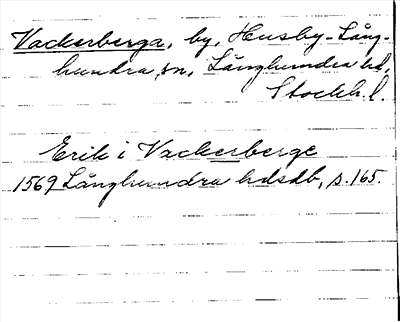 Vackerberga, by, Husby-Lång-
hundra sn, Långhundra hd,
Stockh. l.
Erik i Vackerberge
1569 Långhundra hdsdb, s. 165.